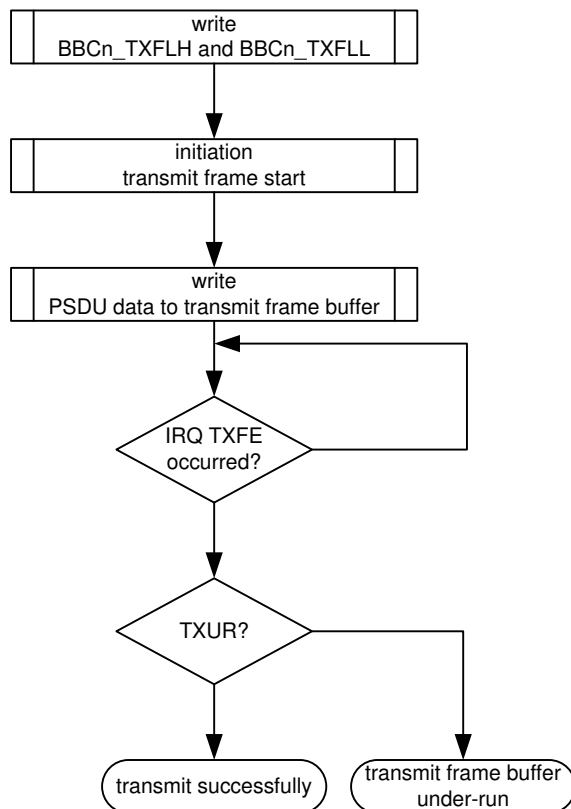 write
BBCn_TXFLH and BBCn_TXFLL
initiation
transmit frame start
write
PSDU data to transmit frame buffer
IRQ TXFE
occurred?
TXUR?
transmit successfully
transmit frame buffer
under-run